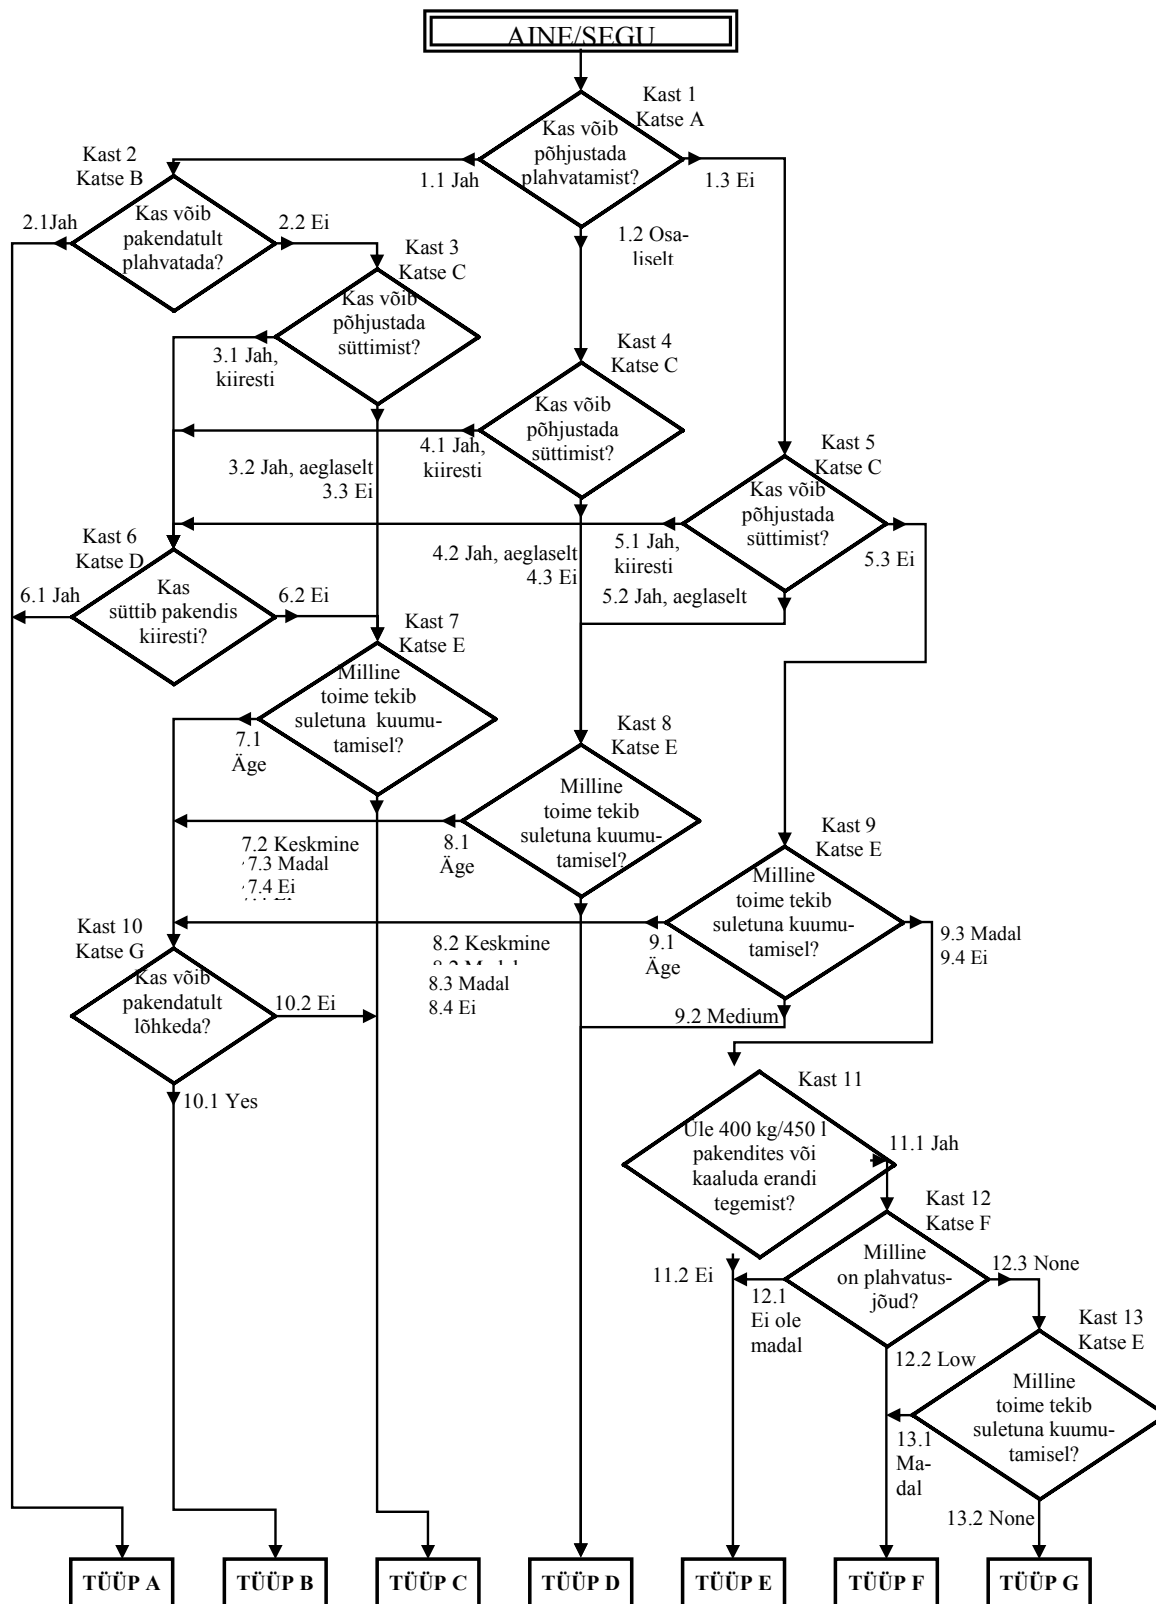 AINE/SEGU
Kast 1
Katse A
Kas võib
põhjustada
plahvatamist?
1.1 Jah
1.3 Ei
1.2 Osa-
liselt
Kast 2
Katse B
Kas võib
pakendatult
plahvatada?
2.1Jah
2.2 Ei
Kast 3
Katse C
Kas võib
põhjustada
süttimist?
3.1 Jah,
kiiresti
3.2 Jah, aeglaselt
3.3 Ei
Kast 4
Katse C
Kas võib
põhjustada
süttimist?
4.1 Jah,
kiiresti
4.2 Jah, aeglaselt
4.3 Ei
Kast 5
Katse C
Kas võib
põhjustada
süttimist?
5.1 Jah,
kiiresti
5.3 Ei
5.2 Jah, aeglaselt
Kast 6
Katse D
Kas
süttib pakendis
kiiresti?
6.1 Jah
6.2 Ei
Kast 7
Katse E
Milline
toime tekib
suletuna kuumu-
tamisel?
7.1
Äge
7.2 Keskmine
7.3 Madal
7.4 Ei
Kast 8
Katse E
Milline
toime tekib
suletuna kuumu-
tamisel?
8.1
Äge
8.2 Keskmine
8.3 Madal
8.4 Ei
Kast 9
Katse E
Milline
toime tekib
suletuna kuumu-
tamisel?
9.1
Äge
9.3 Madal
9.4 Ei
9.2 Medium
Kast 10
Katse G
Kas võib
pakendatult
lõhkeda?
10.2 Ei
10.1 Yes
Kast 11
Üle 400 kg/450 l
pakendites või
kaaluda erandi
tegemist?
11.1 Jah
11.2 Ei
Kast 12
Katse F
Milline
on plahvatus-
jõud?
12.1
Ei ole
madal
12.3 None
12.2 Low
Kast 13
Katse E
Milline
toime tekib
suletuna kuumu-
tamisel?
13.1
Ma-
dal
13.2 None
TÜÜP A
TÜÜP B
TÜÜP C
TÜÜP D
TÜÜP E
TÜÜP F
TÜÜP G